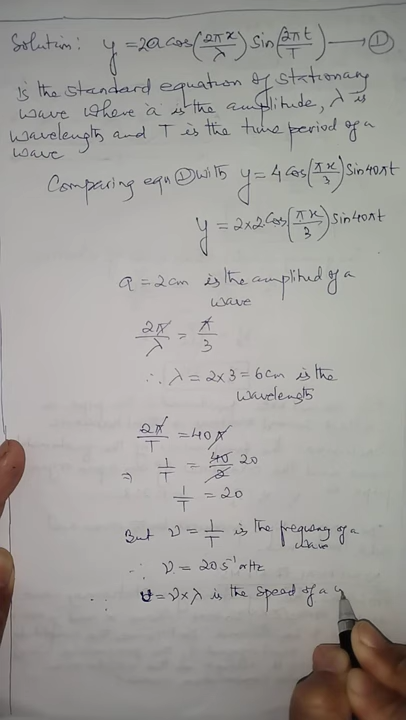 Solution: y = 2a cos(2πx/λ) sin(2πt/T) —— ①
is the standard equation of stationary
wave where 'a' is the amplitude, λ is
wavelength and T is the time period of a
wave
Comparing eqn ① with y = 4 cos(πx/3) sin 40πt
y = 2×2 cos(πx/3) sin 40πt
a = 2cm is the amplitud of a
wave
2π/λ = π/3
∴ λ = 2×3 = 6cm is the
wavelength
2π/T = 40π
⇒ 1/T = 40/2 20
1/T = 20
But ν = 1/T is the frequency of a
wave
∴ ν = 20 s⁻¹ or Hz
∴ v = ν×λ is the speed of a